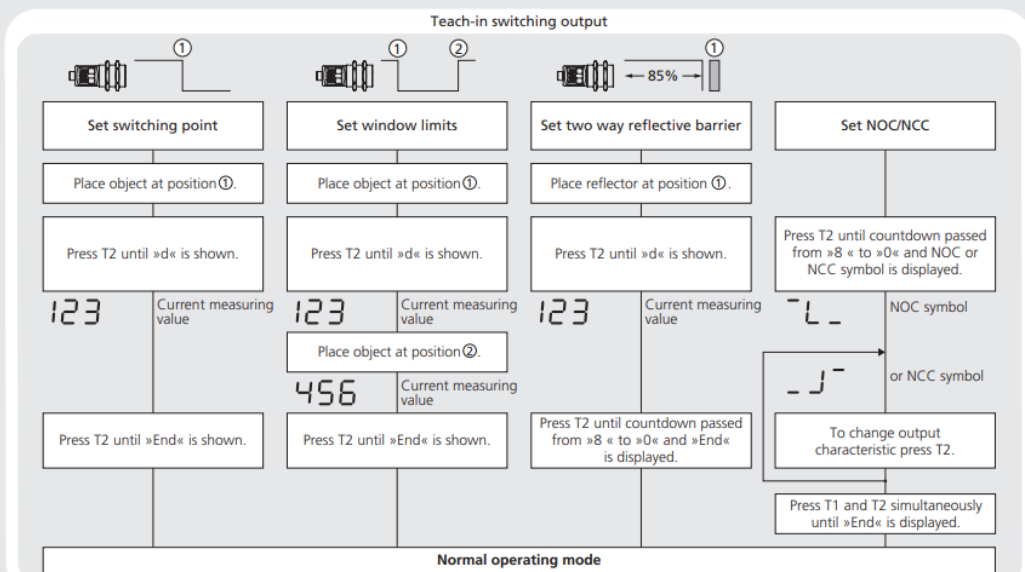 Teach-in switching output
①
① ②
①
85%
Set switching point
Place object at position①.
Press T2 until »d« is shown.
123
Current measuring
value
Press T2 until »End« is shown.
Set window limits
Place object at position①.
Press T2 until »d« is shown.
123
Current measuring
value
Place object at position②.
456
Current measuring
value
Press T2 until »End« is shown.
Set two way reflective barrier
Place reflector at position ①.
Press T2 until »d« is shown.
123
Current measuring
value
Press T2 until countdown passed
from »8 « to »0« and »End«
is displayed.
Set NOC/NCC
Press T2 until countdown passed
from »8 « to »0« and NOC or
NCC symbol is displayed.
NOC symbol
or NCC symbol
To change output
characteristic press T2.
Press T1 and T2 simultaneously
until »End« is displayed.
Normal operating mode